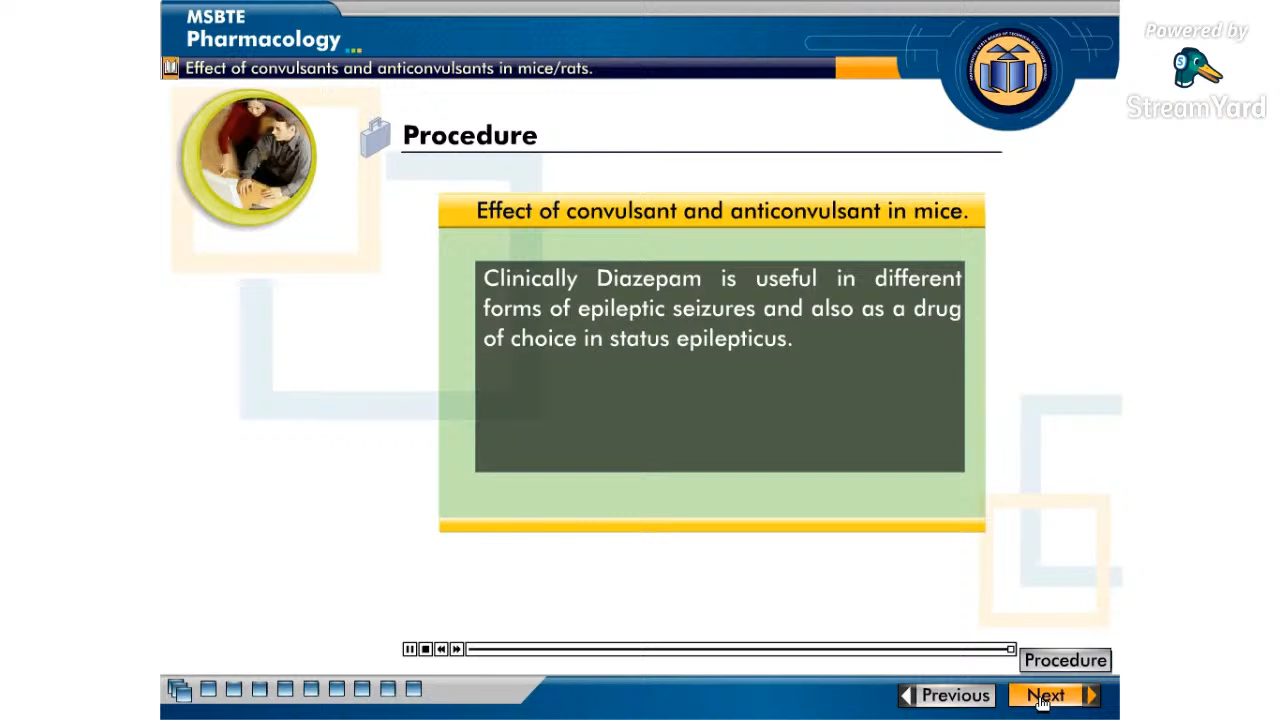 MSBTE
Pharmacology
Effect of convulsants and anticonvulsants in mice/rats.
Powered by
StreamYard
Procedure
Effect of convulsant and anticonvulsant in mice.
Clinically Diazepam is useful in different
forms of epileptic seizures and also as a drug
of choice in status epilepticus.
Procedure
Previous
Next